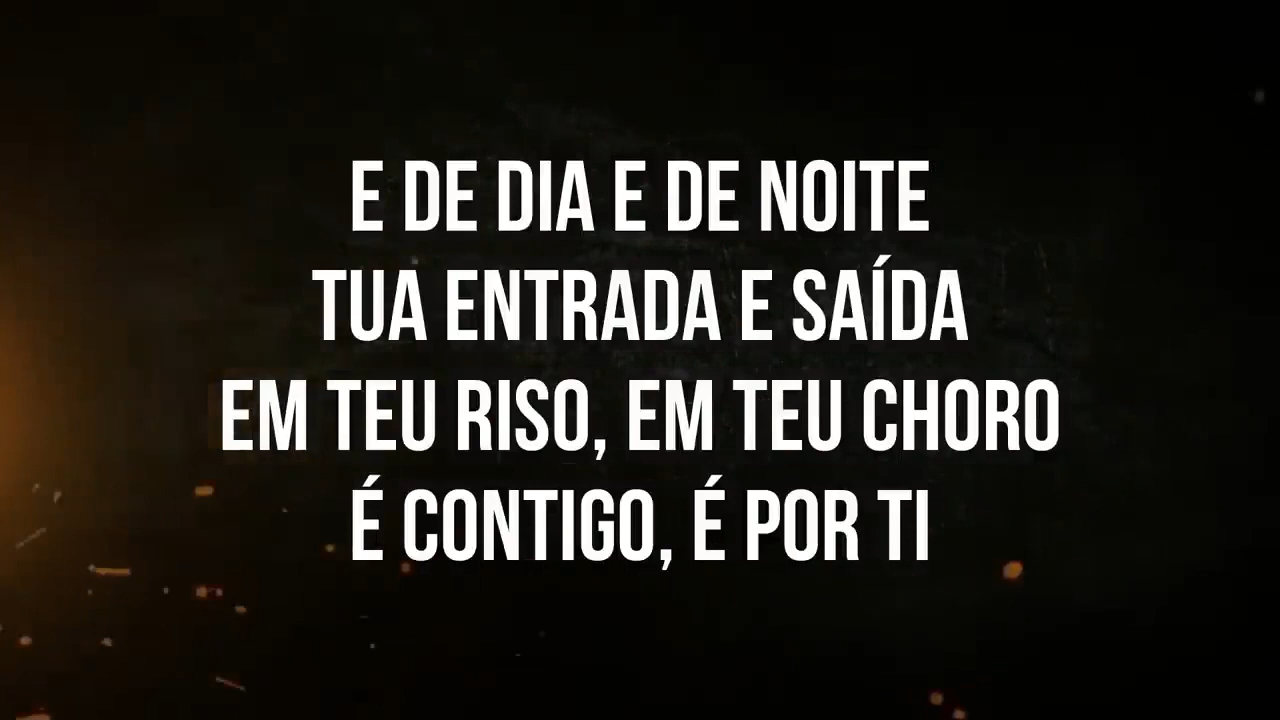 E DE DIA E DE NOITE
TUA ENTRADA E SAÍDA
EM TEU RISO, EM TEU CHORO
É CONTIGO, É POR TI